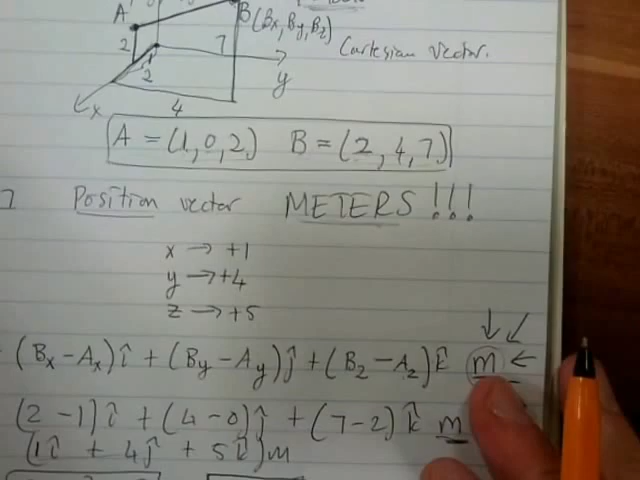 A
B(Bx, By, Bz)
Cartesian Vector.
2
7
1
2
y
x
4
A = (1, 0, 2) B = (2, 4, 7)
Position vector METERS !!!
x → +1
y → +4
z → +5
(Bx - Ax) î + (By - Ay) ĵ + (Bz - Az) k̂ m
(2 - 1) î + (4 - 0) ĵ + (7 - 2) k̂ m
(1î + 4ĵ + 5k̂) m